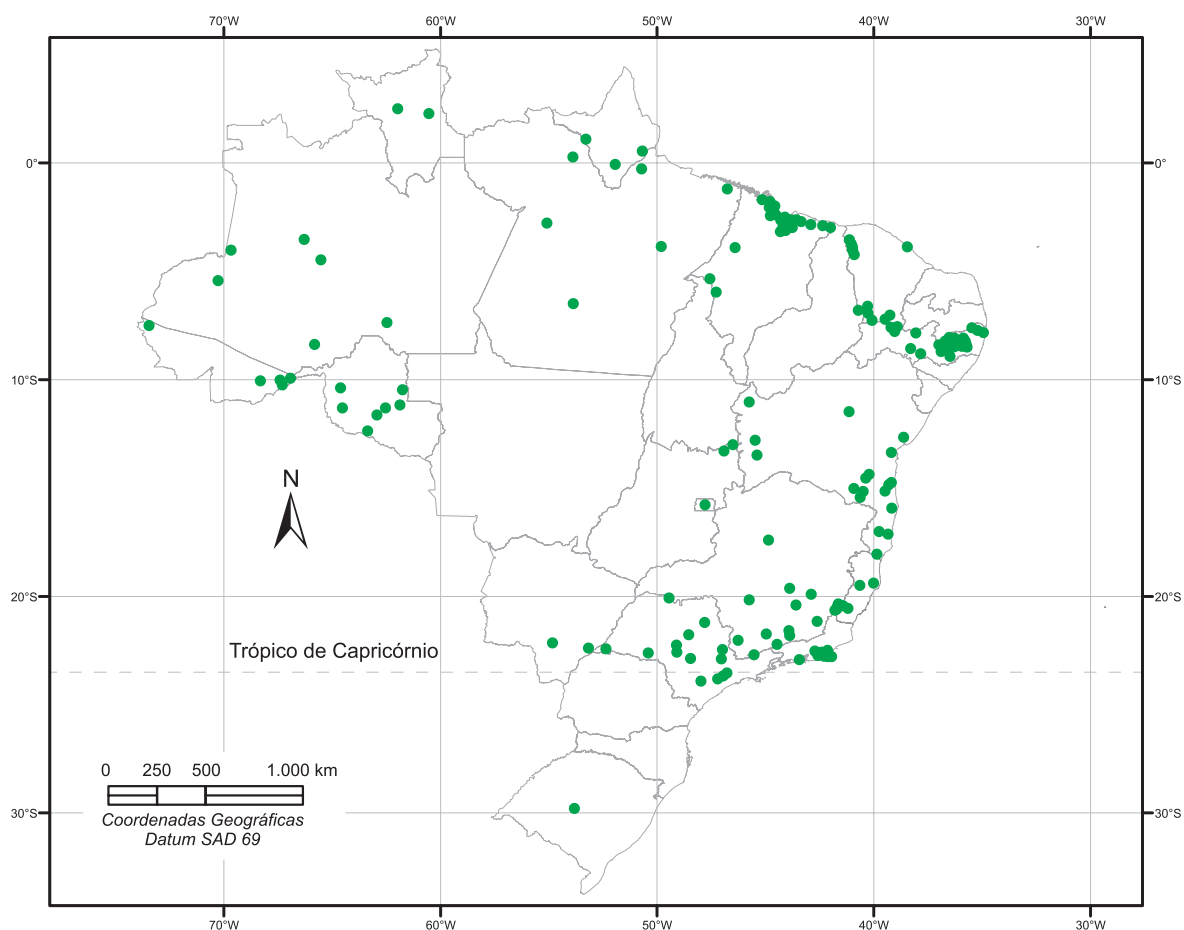 70°W 60°W 50°W 40°W 30°W
0° 0°
10°S 10°S
N
20°S 20°S
Trópico de Capricórnio
0 250 500 1.000 km
30°S 30°S
Coordenadas Geográficas
Datum SAD 69
70°W 60°W 50°W 40°W 30°W